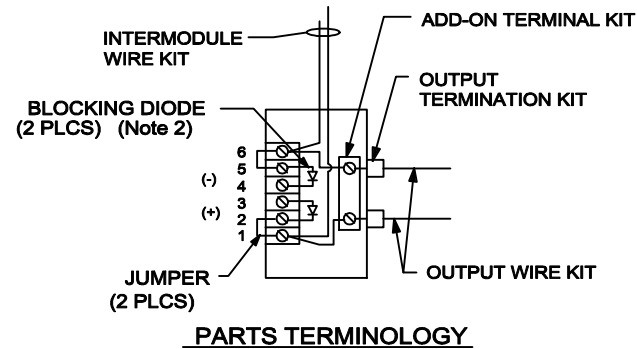 INTERMODULE
WIRE KIT
ADD-ON TERMINAL KIT
OUTPUT
TERMINATION KIT
BLOCKING DIODE
(2 PLCS) (Note 2)
6
5
(-)
4
3
(+)
2
1
JUMPER
(2 PLCS)
OUTPUT WIRE KIT
PARTS TERMINOLOGY